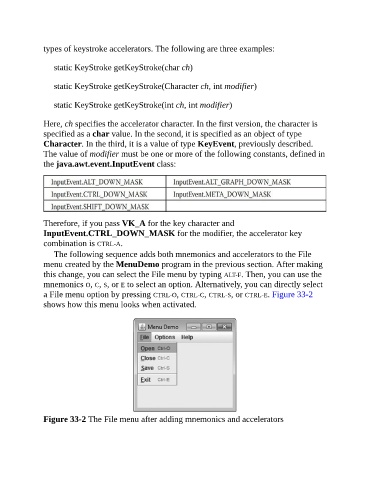 types of keystroke accelerators. The following are three examples:
static KeyStroke getKeyStroke(char ch)
static KeyStroke getKeyStroke(Character ch, int modifier)
static KeyStroke getKeyStroke(int ch, int modifier)
Here, ch specifies the accelerator character. In the first version, the character is
specified as a char value. In the second, it is specified as an object of type
Character. In the third, it is a value of type KeyEvent, previously described.
The value of modifier must be one or more of the following constants, defined in
the java.awt.event.InputEvent class:
InputEvent.ALT_DOWN_MASK InputEvent.ALT_GRAPH_DOWN_MASK
InputEvent.CTRL_DOWN_MASK InputEvent.META_DOWN_MASK
InputEvent.SHIFT_DOWN_MASK
Therefore, if you pass VK_A for the key character and
InputEvent.CTRL_DOWN_MASK for the modifier, the accelerator key
combination is CTRL-A.
The following sequence adds both mnemonics and accelerators to the File
menu created by the MenuDemo program in the previous section. After making
this change, you can select the File menu by typing ALT-F. Then, you can use the
mnemonics O, C, S, or E to select an option. Alternatively, you can directly select
a File menu option by pressing CTRL-O, CTRL-C, CTRL-S, or CTRL-E. Figure 33-2
shows how this menu looks when activated.
Menu Demo
File Options Help
Open Ctrl-O
Close Ctrl-C
Save Ctrl-S
Exit Ctrl-E
Figure 33-2 The File menu after adding mnemonics and accelerators